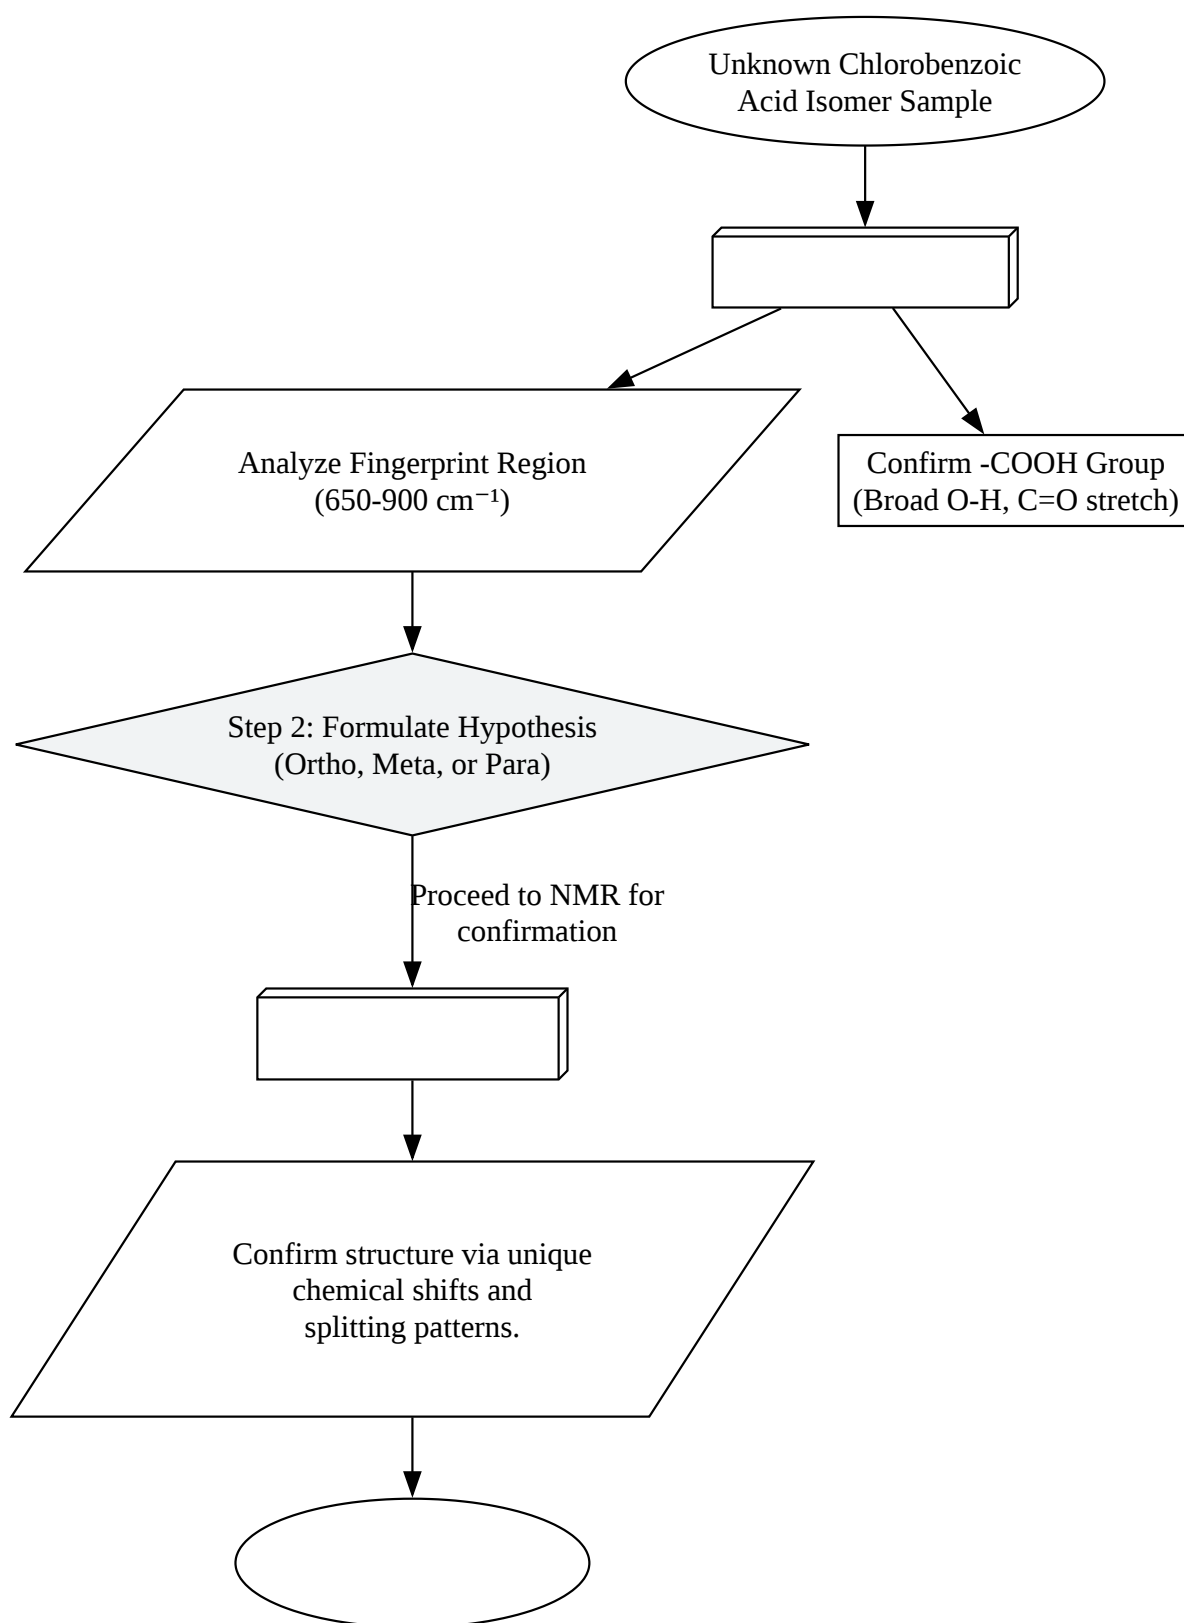 Unknown Chlorobenzoic
Acid Isomer Sample
Analyze Fingerprint Region
(650-900 cm⁻¹)
Confirm -COOH Group
(Broad O-H, C=O stretch)
Step 2: Formulate Hypothesis
(Ortho, Meta, or Para)
Proceed to NMR for
confirmation
Confirm structure via unique
chemical shifts and
splitting patterns.